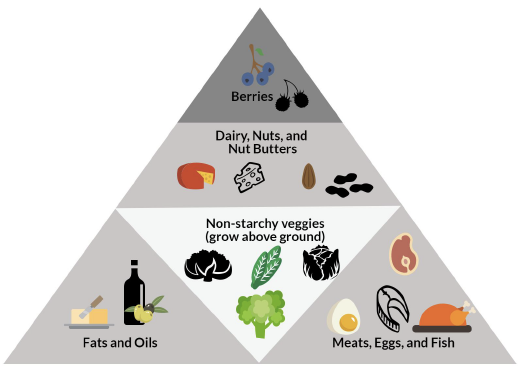 Berries
Dairy, Nuts, and
Nut Butters
Non-starchy veggies
(grow above ground)
Fats and Oils
Meats, Eggs, and Fish